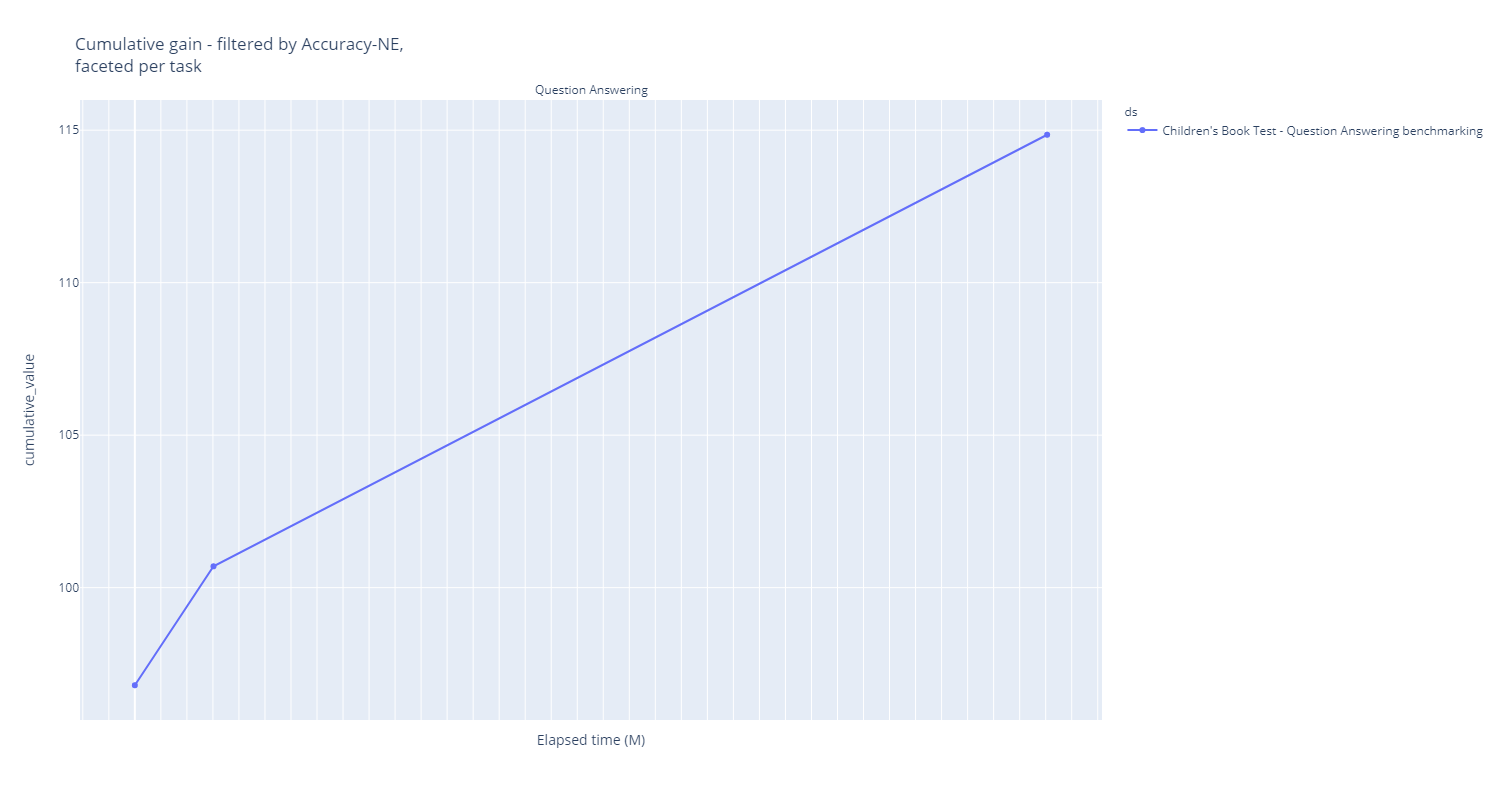 Cumulative gain - filtered by Accuracy-NE,
faceted per task
Question Answering
ds
Children's Book Test - Question Answering benchmarking
115
110
105
100
cumulative_value
Elapsed time (M)